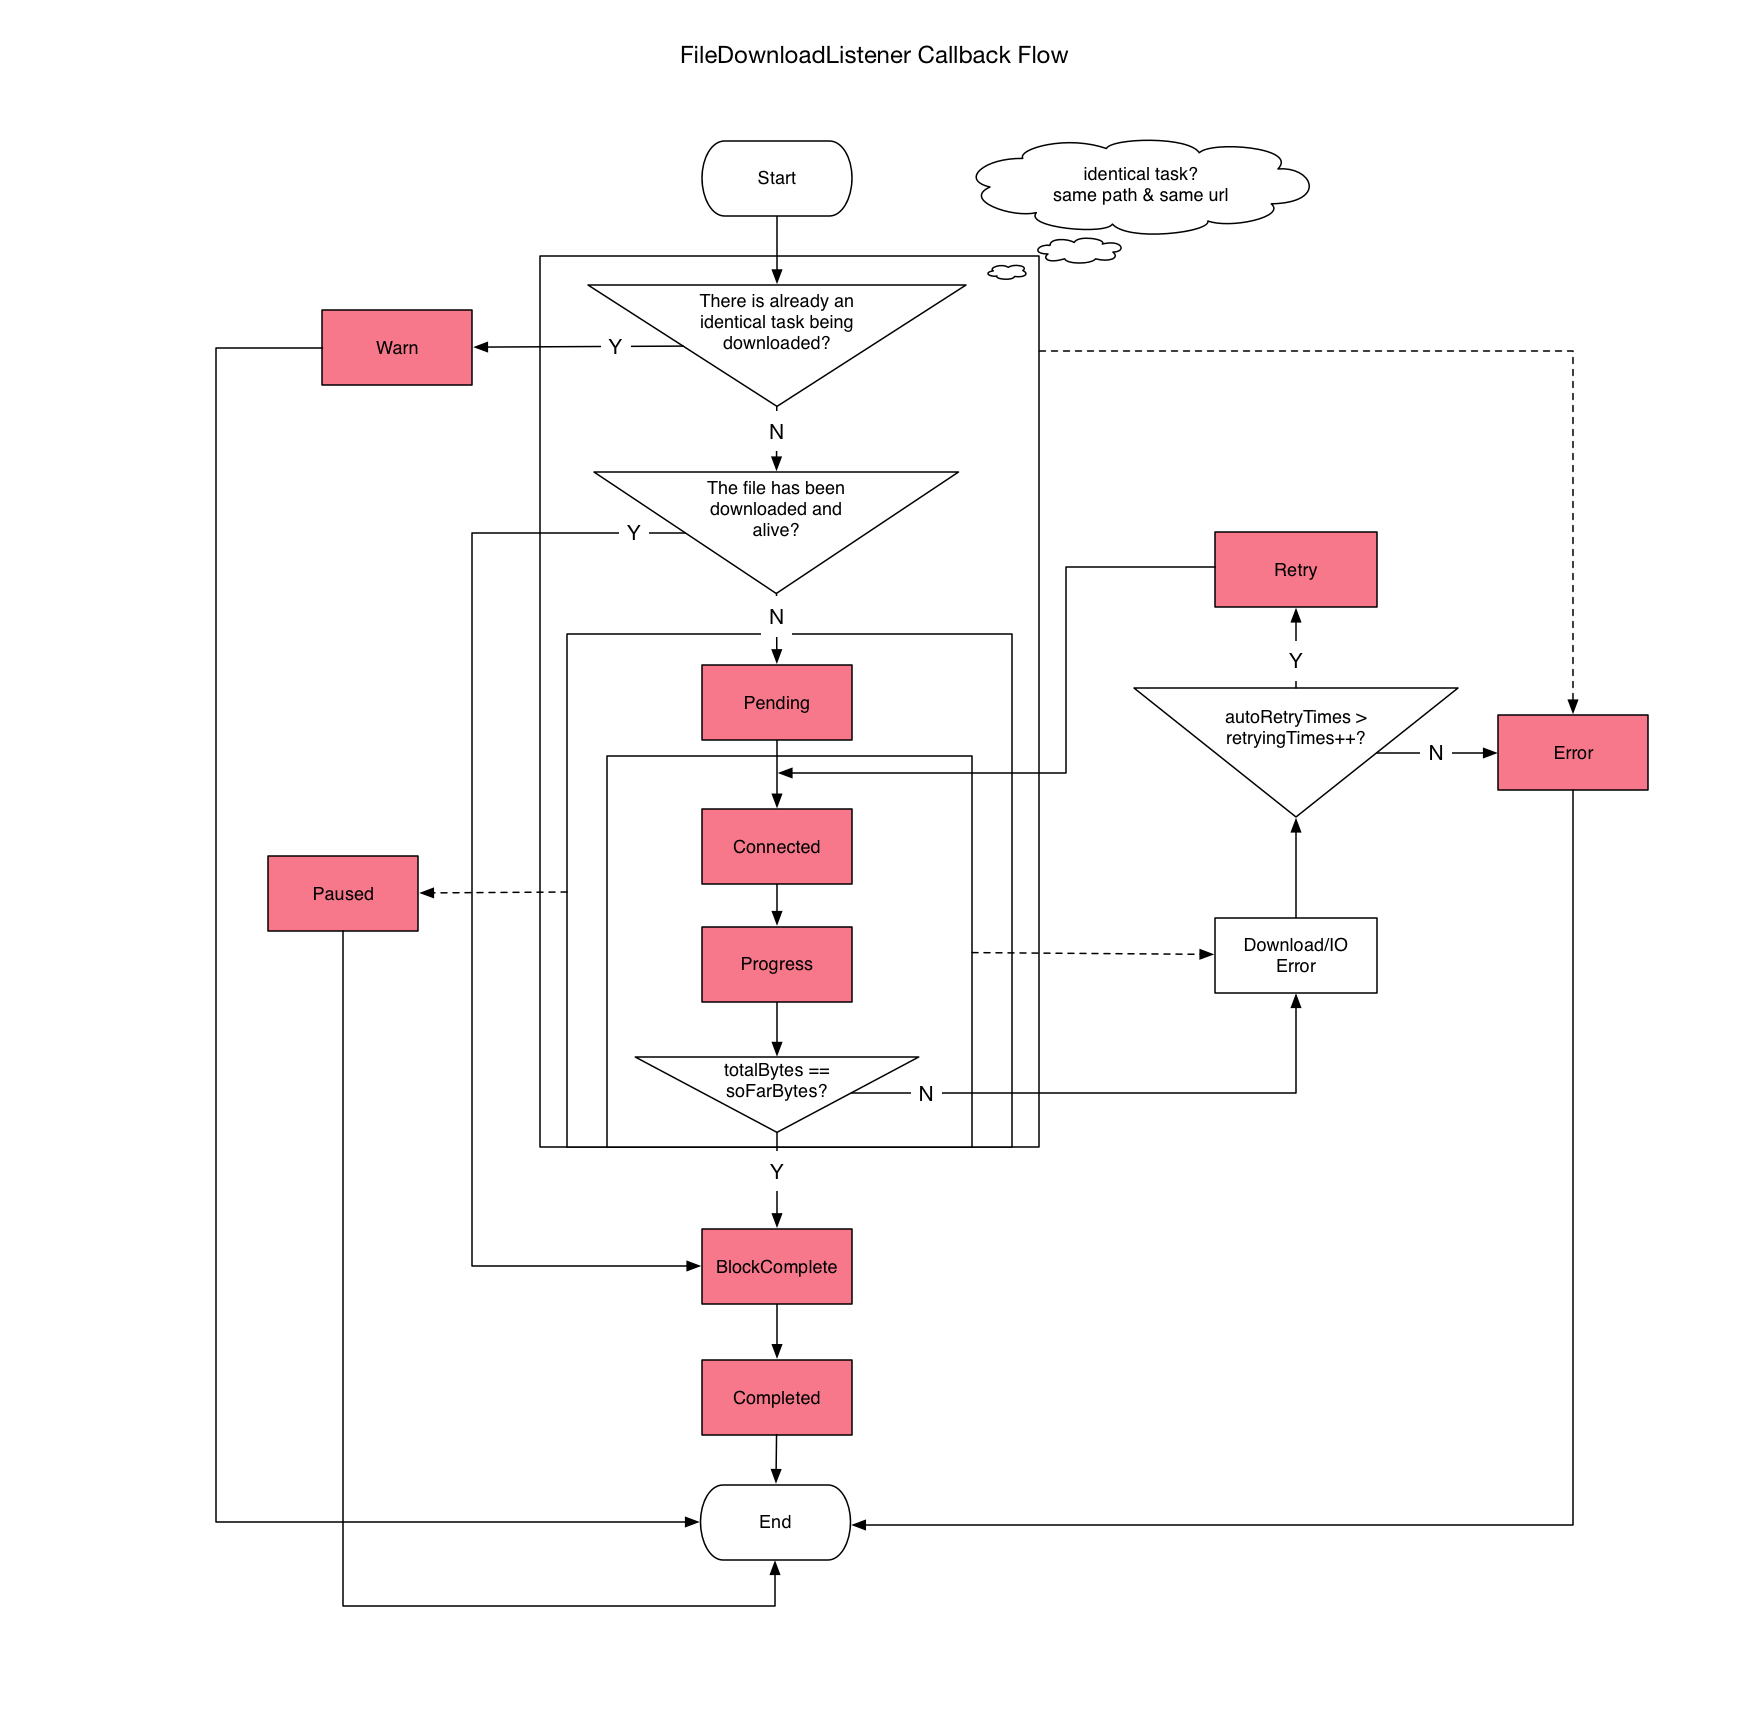 FileDownloadListener Callback Flow
Start
identical task?
same path & same url
There is already an
identical task being
downloaded?
Y
Warn
N
The file has been
downloaded and
alive?
Y
N
Retry
Pending
Y
autoRetryTimes >
retryingTimes++?
N
Error
Connected
Paused
Progress
Download/IO
Error
totalBytes ==
soFarBytes?
N
Y
BlockComplete
Completed
End